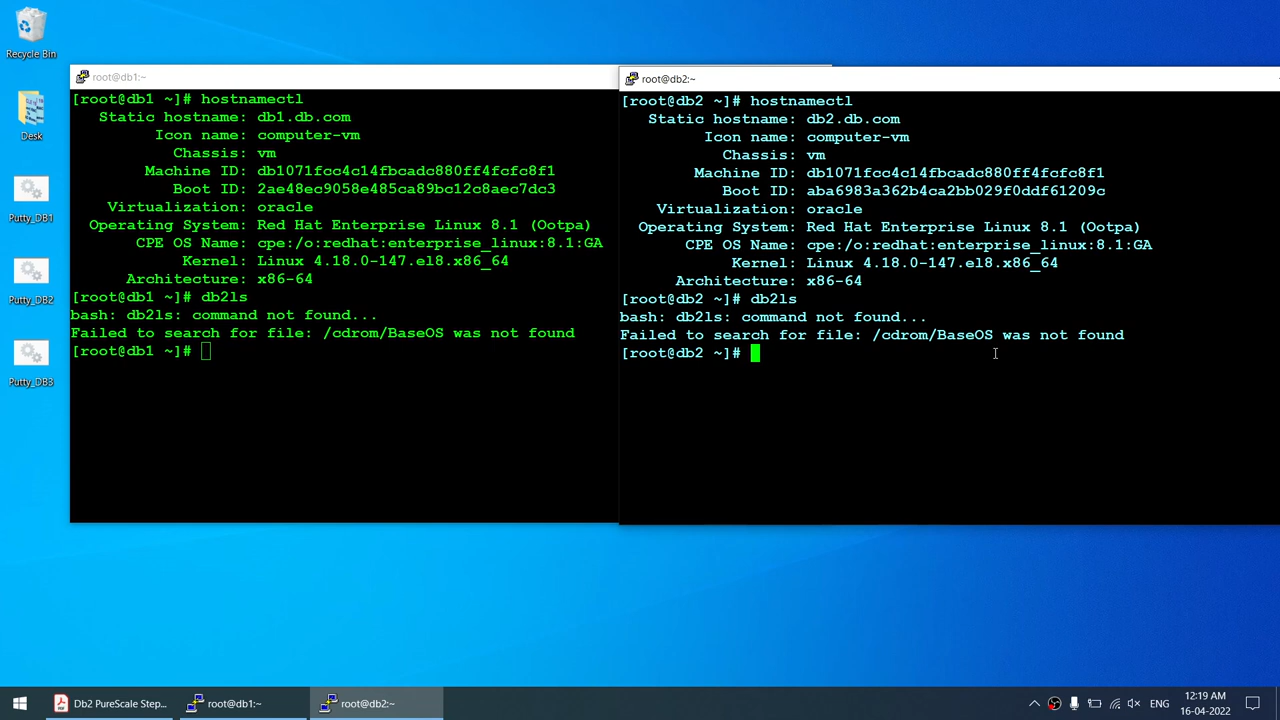 Recycle Bin
Desk
Putty_DB1
Putty_DB2
Putty_DB3
root@db1:~
[root@db1 ~]# hostnamectl
Static hostname: db1.db.com
Icon name: computer-vm
Chassis: vm
Machine ID: db1071fcc4c14fbcadc880ff4fcfc8f1
Boot ID: 2ae48ec9058e485ca89bc12c8aec7dc3
Virtualization: oracle
Operating System: Red Hat Enterprise Linux 8.1 (Ootpa)
CPE OS Name: cpe:/o:redhat:enterprise_linux:8.1:GA
Kernel: Linux 4.18.0-147.el8.x86_64
Architecture: x86-64
[root@db1 ~]# db2ls
bash: db2ls: command not found...
Failed to search for file: /cdrom/BaseOS was not found
[root@db1 ~]#
root@db2:~
[root@db2 ~]# hostnamectl
Static hostname: db2.db.com
Icon name: computer-vm
Chassis: vm
Machine ID: db1071fcc4c14fbcadc880ff4fcfc8f1
Boot ID: aba6983a362b4ca2bb029f0ddf61209c
Virtualization: oracle
Operating System: Red Hat Enterprise Linux 8.1 (Ootpa)
CPE OS Name: cpe:/o:redhat:enterprise_linux:8.1:GA
Kernel: Linux 4.18.0-147.el8.x86_64
Architecture: x86-64
[root@db2 ~]# db2ls
bash: db2ls: command not found...
Failed to search for file: /cdrom/BaseOS was not found
[root@db2 ~]#
Db2 PureScale Step...
root@db1:~
root@db2:~
ENG
12:19 AM
16-04-2022